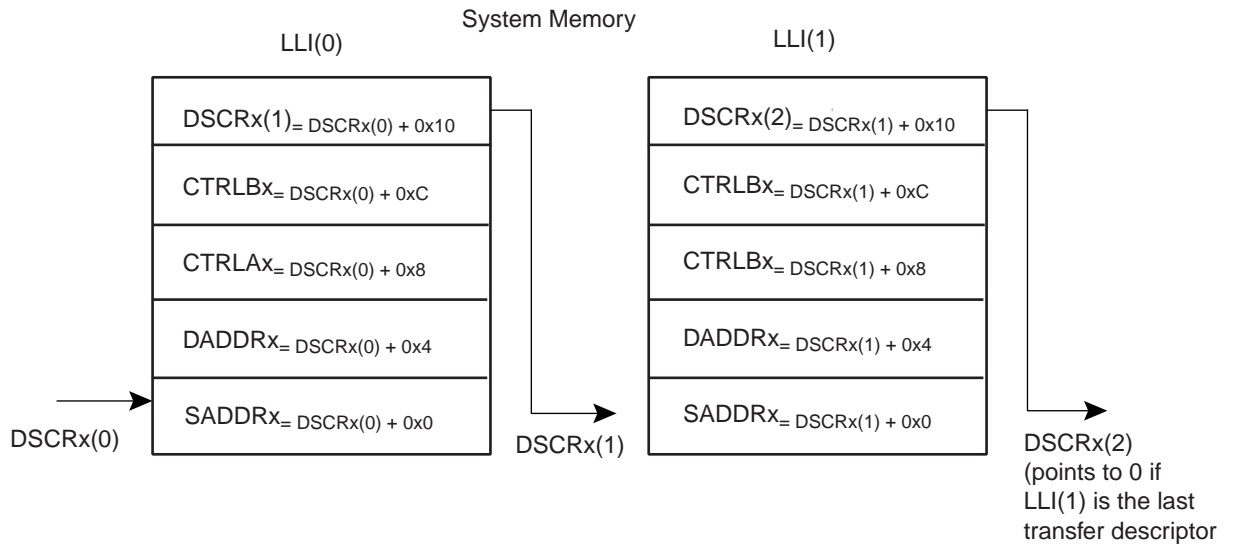 System Memory
LLI(0)
LLI(1)
DSCRx(1)= DSCRx(0) + 0x10
CTRLBx= DSCRx(0) + 0xC
CTRLAx= DSCRx(0) + 0x8
DADDRx= DSCRx(0) + 0x4
SADDRx= DSCRx(0) + 0x0
DSCRx(0)
DSCRx(1)
DSCRx(2)= DSCRx(1) + 0x10
CTRLBx= DSCRx(1) + 0xC
CTRLBx= DSCRx(1) + 0x8
DADDRx= DSCRx(1) + 0x4
SADDRx= DSCRx(1) + 0x0
DSCRx(2)
(points to 0 if
LLI(1) is the last
transfer descriptor